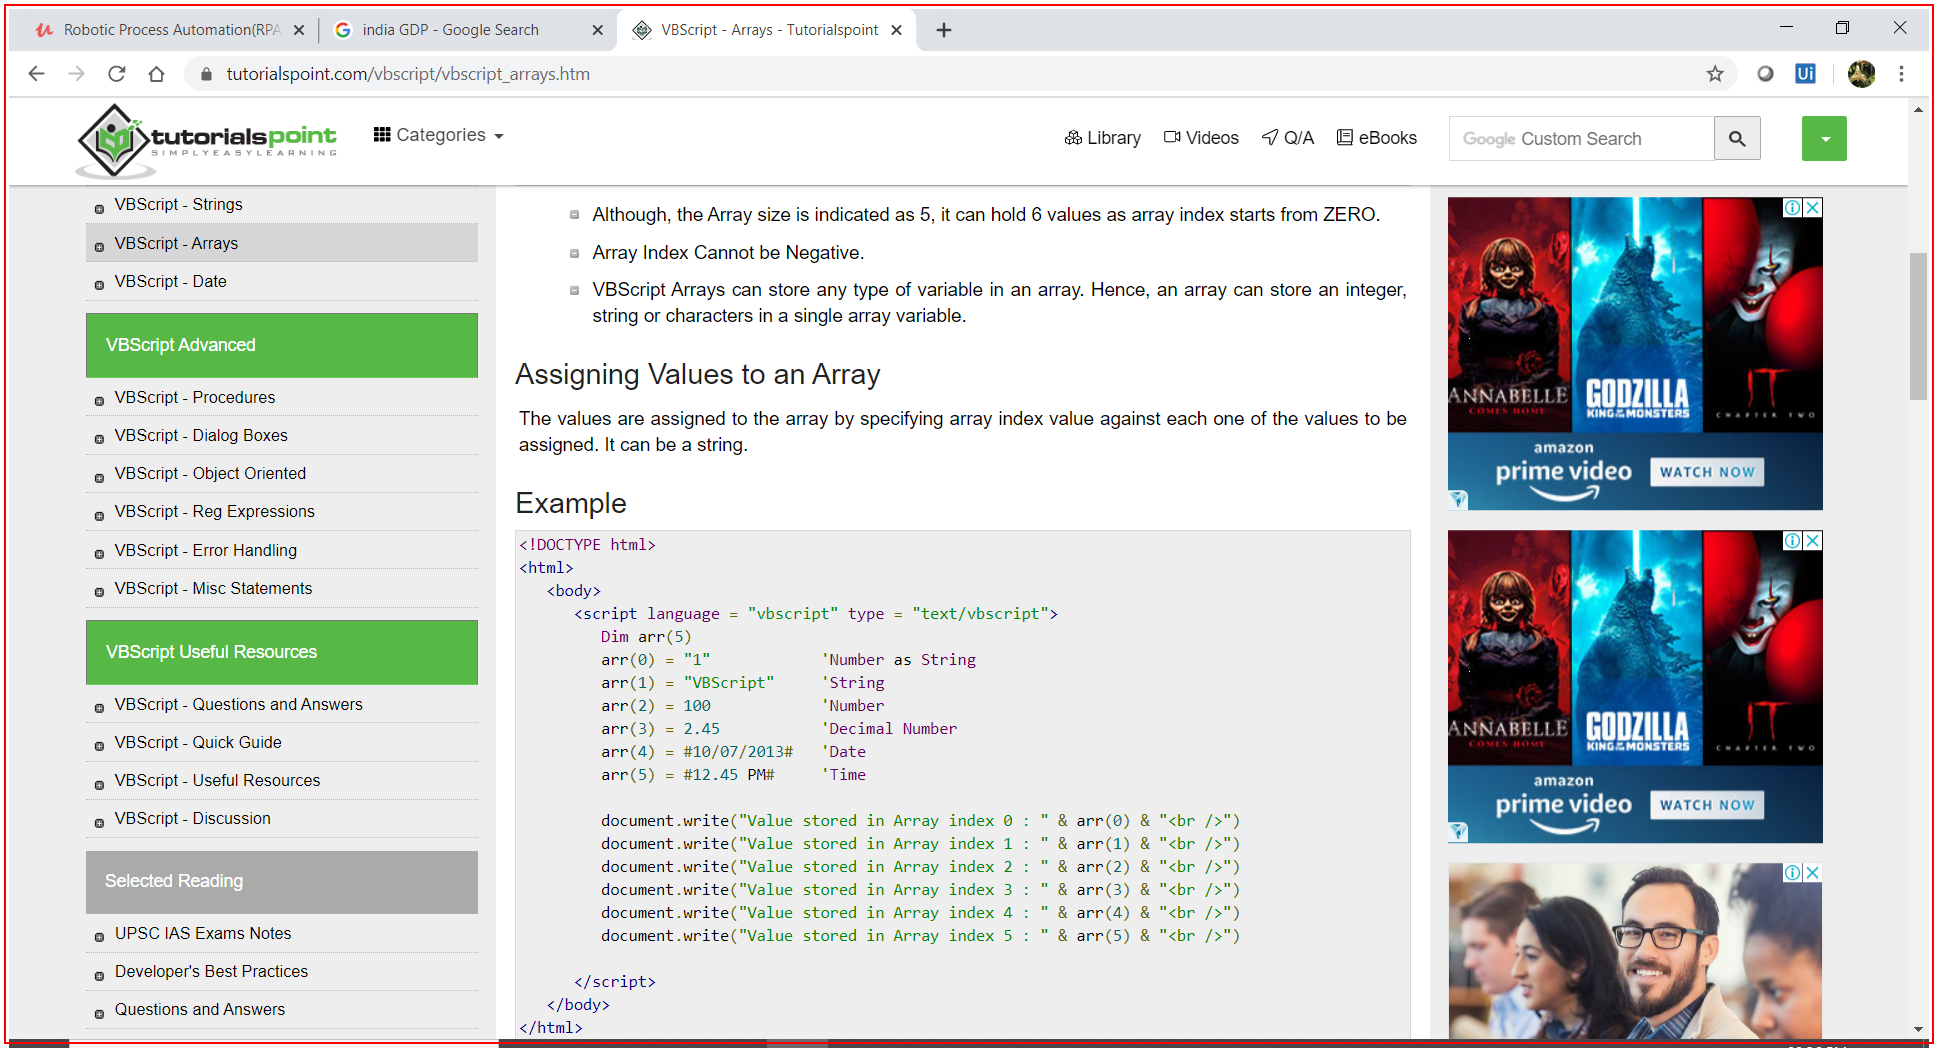 Robotic Process Automation(RPA
india GDP - Google Search
VBScript - Arrays - Tutorialspoint
tutorialspoint.com/vbscript/vbscript_arrays.htm
Ui
tutorialspoint
SIMPLYEASYLEARNING
Categories
Library
Videos
Q/A
eBooks
Google Custom Search
VBScript - Strings
VBScript - Arrays
VBScript - Date
VBScript Advanced
VBScript - Procedures
VBScript - Dialog Boxes
VBScript - Object Oriented
VBScript - Reg Expressions
VBScript - Error Handling
VBScript - Misc Statements
VBScript Useful Resources
VBScript - Questions and Answers
VBScript - Quick Guide
VBScript - Useful Resources
VBScript - Discussion
Selected Reading
UPSC IAS Exams Notes
Developer's Best Practices
Questions and Answers
Although, the Array size is indicated as 5, it can hold 6 values as array index starts from ZERO.
Array Index Cannot be Negative.
VBScript Arrays can store any type of variable in an array. Hence, an array can store an integer,
string or characters in a single array variable.
Assigning Values to an Array
The values are assigned to the array by specifying array index value against each one of the values to be
assigned. It can be a string.
Example
<!DOCTYPE html>
<html>
<body>
<script language = "vbscript" type = "text/vbscript">
Dim arr(5)
arr(0) = "1" 'Number as String
arr(1) = "VBScript" 'String
arr(2) = 100 'Number
arr(3) = 2.45 'Decimal Number
arr(4) = #10/07/2013# 'Date
arr(5) = #12.45 PM# 'Time
document.write("Value stored in Array index 0 : " & arr(0) & "<br />")
document.write("Value stored in Array index 1 : " & arr(1) & "<br />")
document.write("Value stored in Array index 2 : " & arr(2) & "<br />")
document.write("Value stored in Array index 3 : " & arr(3) & "<br />")
document.write("Value stored in Array index 4 : " & arr(4) & "<br />")
document.write("Value stored in Array index 5 : " & arr(5) & "<br />")
</script>
</body>
</html>
ANNABELLE
COMES HOME
GODZILLA
KING OF THE MONSTERS
IT
CHAPTER TWO
amazon
prime video
WATCH NOW
ANNABELLE
COMES HOME
GODZILLA
KING OF THE MONSTERS
IT
CHAPTER TWO
amazon
prime video
WATCH NOW